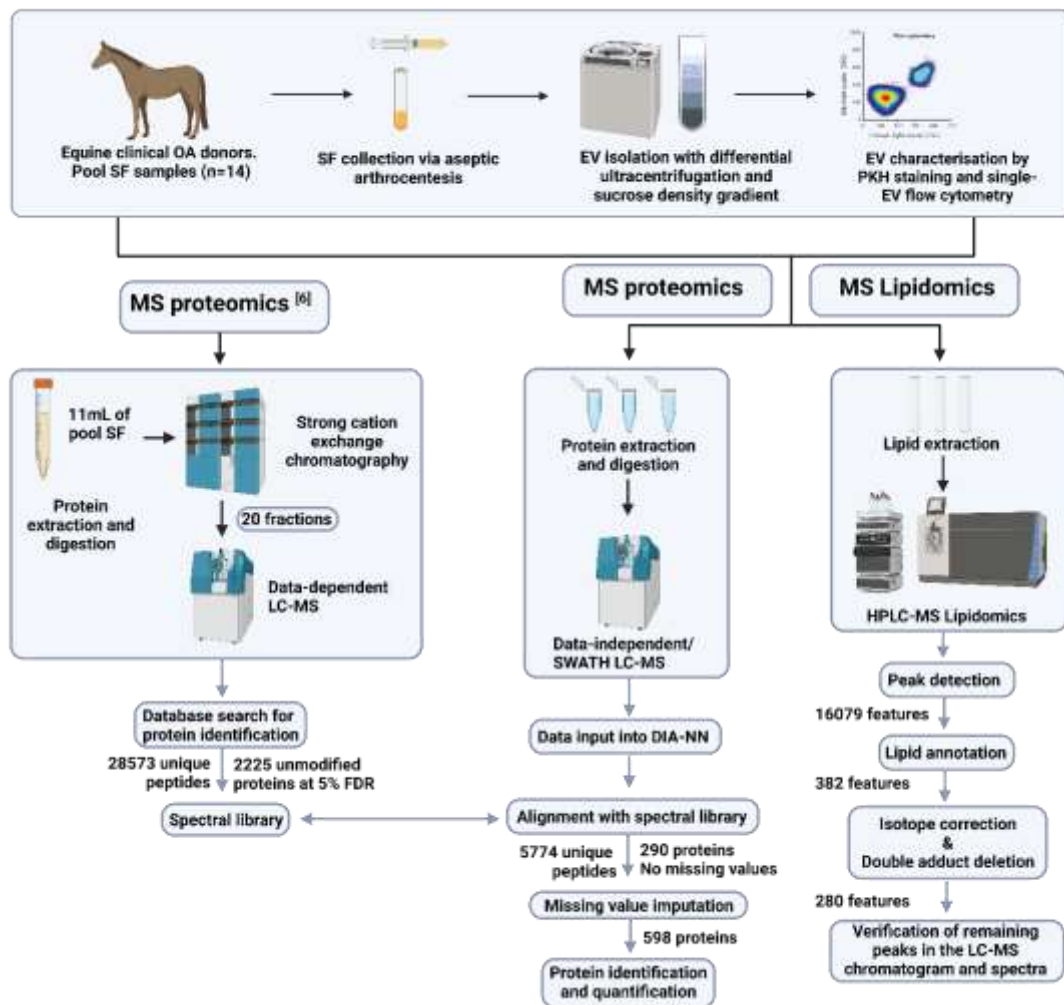 Equine clinical OA donors.
Pool SF samples (n=14)
SF collection via aseptic
arthrocentesis
EV isolation with differential
ultracentrifugation and
sucrose density gradient
EV characterisation by
PKH staining and single-
EV flow cytometry
MS proteomics [6]
MS proteomics
MS Lipidomics
11mL of
pool SF
Protein
extraction and
digestion
Strong cation
exchange
chromatography
20 fractions
Data-dependent
LC-MS
Database search for
protein identification
28573 unique
peptides
2225 unmodified
proteins at 5% FDR
Spectral library
Protein extraction
and digestion
Data-independent/
SWATH LC-MS
Data input into DIA-NN
Alignment with spectral library
5774 unique
peptides
290 proteins
No missing values
Missing value imputation
598 proteins
Protein identification
and quantification
Lipid extraction
HPLC-MS Lipidomics
Peak detection
16079 features
Lipid annotation
382 features
Isotope correction
&
Double adduct deletion
280 features
Verification of remaining
peaks in the LC-MS
chromatogram and spectra